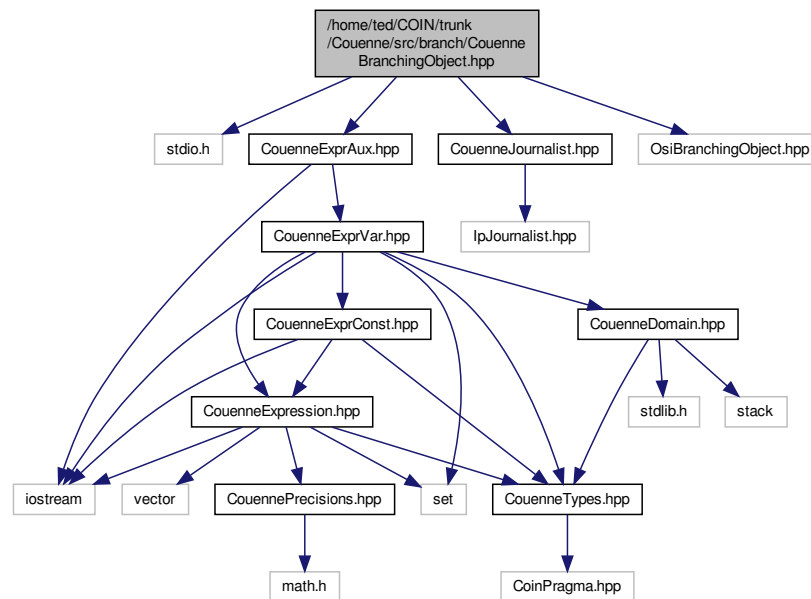 /home/ted/COIN/trunk
/Couenne/src/branch/Couenne
BranchingObject.hpp
stdio.h
CouenneExprAux.hpp
CouenneJournalist.hpp
OsiBranchingObject.hpp
CouenneExprVar.hpp
IpJournalist.hpp
CouenneExprConst.hpp
CouenneDomain.hpp
CouenneExpression.hpp
stdlib.h
stack
iostream
vector
CouennePrecisions.hpp
set
CouenneTypes.hpp
math.h
CoinPragma.hpp